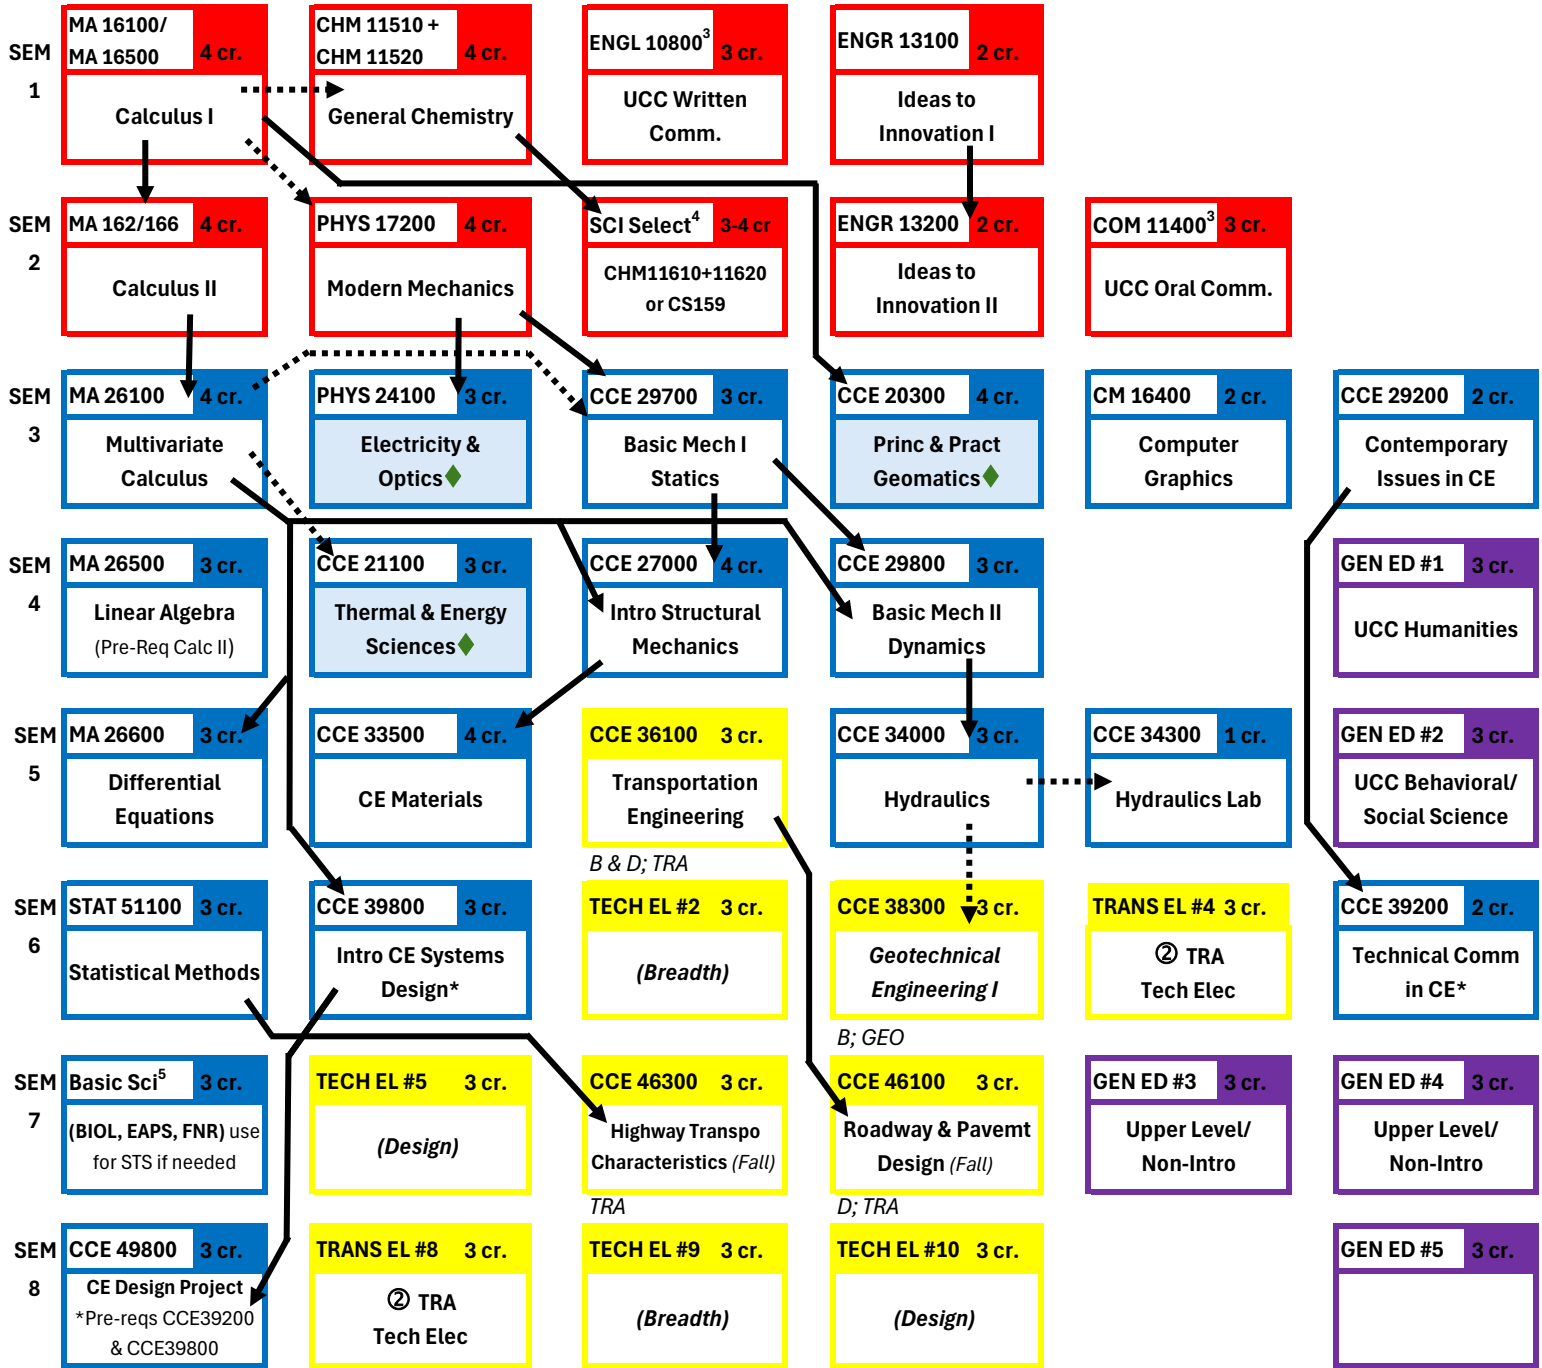 SEM
1
MA 16100/
MA 16500
4 cr.
Calculus I
CHM 11510 +
CHM 11520
4 cr.
General Chemistry
ENGL 10800³
3 cr.
UCC Written
Comm.
ENGR 13100
2 cr.
Ideas to
Innovation I
SEM
2
MA 162/166
4 cr.
Calculus II
PHYS 17200
4 cr.
Modern Mechanics
SCI Select⁴
3-4 cr
CHM11610+11620
or CS159
ENGR 13200
2 cr.
Ideas to
Innovation II
COM 11400³
3 cr.
UCC Oral Comm.
SEM
3
MA 26100
4 cr.
Multivariate
Calculus
PHYS 24100
3 cr.
Electricity &
Optics♦
CCE 29700
3 cr.
Basic Mech I
Statics
CCE 20300
4 cr.
Princ & Pract
Geomatics♦
CM 16400
2 cr.
Computer
Graphics
CCE 29200
2 cr.
Contemporary
Issues in CE
SEM
4
MA 26500
3 cr.
Linear Algebra
(Pre-Req Calc II)
CCE 21100
3 cr.
Thermal & Energy
Sciences♦
CCE 27000
4 cr.
Intro Structural
Mechanics
CCE 29800
3 cr.
Basic Mech II
Dynamics
GEN ED #1
3 cr.
UCC Humanities
SEM
5
MA 26600
3 cr.
Differential
Equations
CCE 33500
4 cr.
CE Materials
CCE 36100
3 cr.
Transportation
Engineering
B & D; TRA
CCE 34000
3 cr.
Hydraulics
CCE 34300
1 cr.
Hydraulics Lab
GEN ED #2
3 cr.
UCC Behavioral/
Social Science
SEM
6
STAT 51100
3 cr.
Statistical Methods
CCE 39800
3 cr.
Intro CE Systems
Design*
TECH EL #2
3 cr.
(Breadth)
CCE 38300
3 cr.
Geotechnical
Engineering I
B; GEO
TRANS EL #4
3 cr.
② TRA
Tech Elec
CCE 39200
2 cr.
Technical Comm
in CE*
SEM
7
Basic Sci⁵
3 cr.
(BIOL, EAPS, FNR) use
for STS if needed
TECH EL #5
3 cr.
(Design)
CCE 46300
3 cr.
Highway Transpo
Characteristics (Fall)
TRA
CCE 46100
3 cr.
Roadway & Pavemt
Design (Fall)
D; TRA
GEN ED #3
3 cr.
Upper Level/
Non-Intro
GEN ED #4
3 cr.
Upper Level/
Non-Intro
SEM
8
CCE 49800
3 cr.
CE Design Project
*Pre-reqs CCE39200
& CCE39800
TRANS EL #8
3 cr.
② TRA
Tech Elec
TECH EL #9
3 cr.
(Breadth)
TECH EL #10
3 cr.
(Design)
GEN ED #5
3 cr.